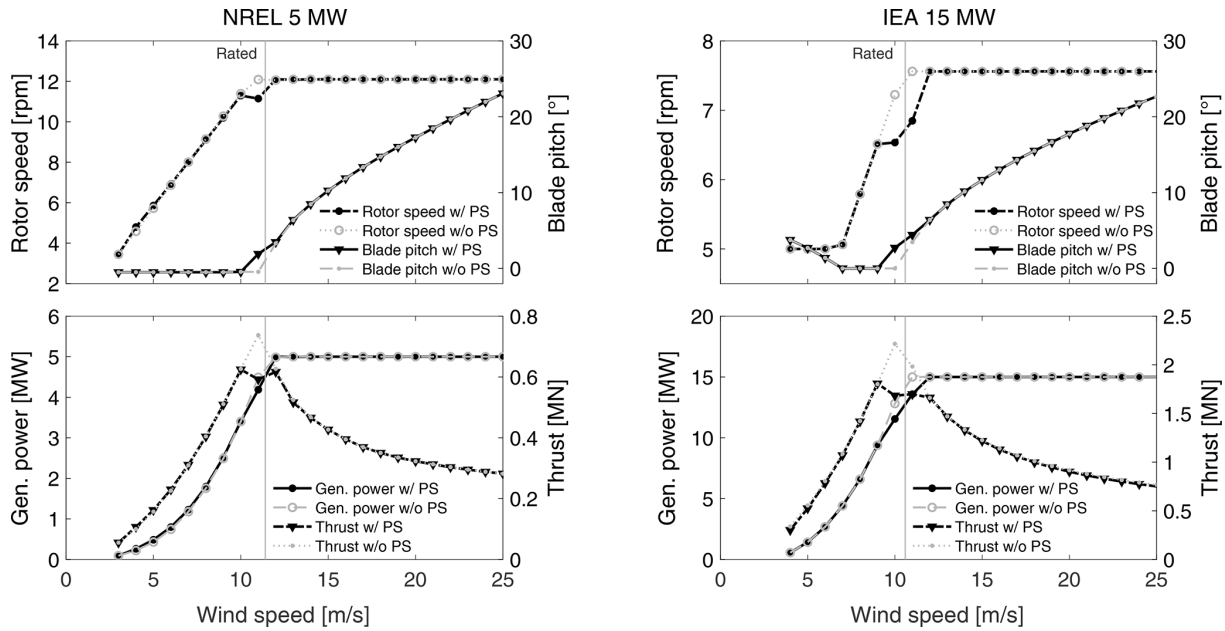 NREL 5 MW
14
12
10
8
6
4
2
Rotor speed [rpm]
Rated
30
20
10
0
Blade pitch [°]
Rotor speed w/ PS
Rotor speed w/o PS
Blade pitch w/ PS
Blade pitch w/o PS
6
5
4
3
2
1
0
Gen. power [MW]
0.8
0.6
0.4
0.2
0
Thrust [MN]
Gen. power w/ PS
Gen. power w/o PS
Thrust w/ PS
Thrust w/o PS
0 5 10 15 20 25
Wind speed [m/s]
IEA 15 MW
8
7
6
5
Rotor speed [rpm]
Rated
30
20
10
0
Blade pitch [°]
Rotor speed w/ PS
Rotor speed w/o PS
Blade pitch w/ PS
Blade pitch w/o PS
20
15
10
5
0
Gen. power [MW]
2.5
2
1.5
1
0.5
0
Thrust [MN]
Gen. power w/ PS
Gen. power w/o PS
Thrust w/ PS
Thrust w/o PS
0 5 10 15 20 25
Wind speed [m/s]